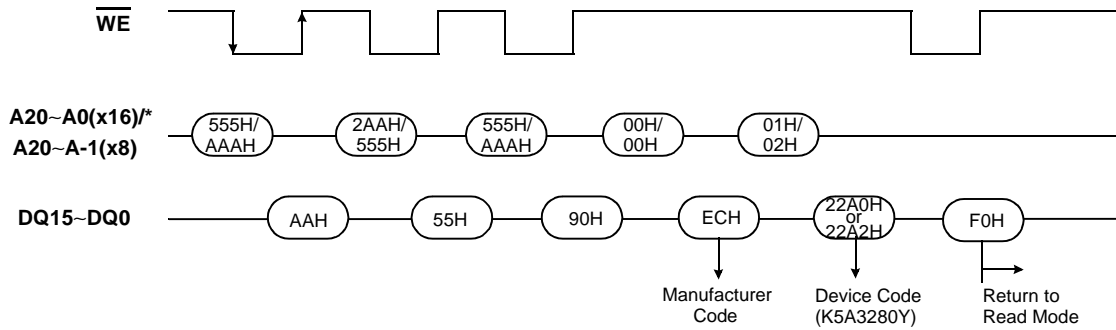 WE
A20~A0(x16)/*
A20~A-1(x8)
555H/
AAAH
2AAH/
555H
555H/
AAAH
00H/
00H
01H/
02H
DQ15~DQ0
AAH
55H
90H
ECH
22A0H
or
22A2H
F0H
Manufacturer
Code
Device Code
(K5A3280Y)
Return to
Read Mode